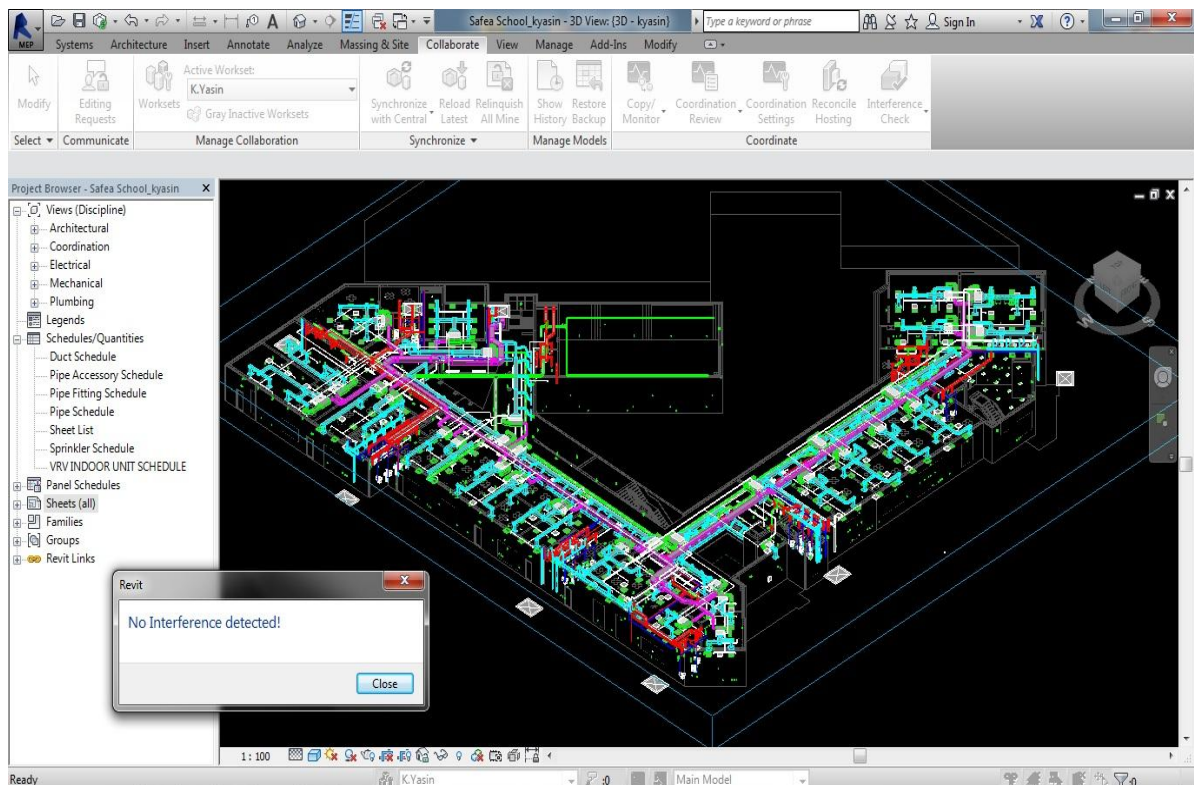 Safea School_kyasin - 3D View: {3D - kyasin}
Type a keyword or phrase
Sign In
MEP
Systems Architecture Insert Annotate Analyze Massing & Site Collaborate View Manage Add-Ins Modify
Modify
Editing Requests
Worksets
Active Workset:
K.Yasin
Gray Inactive Worksets
Synchronize with Central
Reload Latest
Relinquish All Mine
Show History
Restore Backup
Copy/ Monitor
Coordination Review
Coordination Settings
Reconcile Hosting
Interference Check
Select Communicate Manage Collaboration Synchronize Manage Models Coordinate
Project Browser - Safea School_kyasin
Views (Discipline)
Architectural
Coordination
Electrical
Mechanical
Plumbing
Legends
Schedules/Quantities
Duct Schedule
Pipe Accessory Schedule
Pipe Fitting Schedule
Pipe Schedule
Sheet List
Sprinkler Schedule
VRV INDOOR UNIT SCHEDULE
Panel Schedules
Sheets (all)
Families
Groups
Revit Links
W
S
Revit
No Interference detected!
Close
1 : 100
Ready
K.Yasin
:0
Main Model
:0